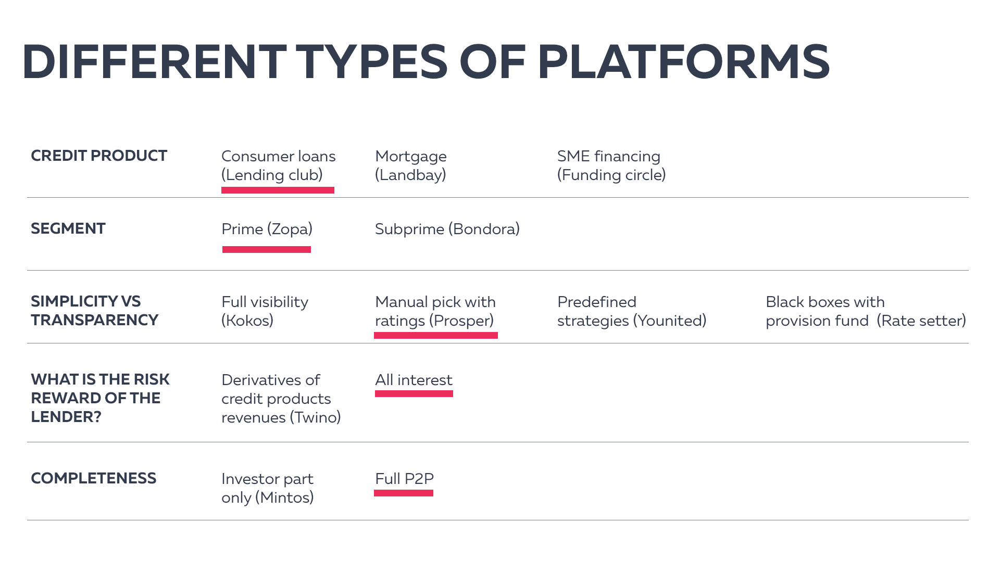 DIFFERENT TYPES OF PLATFORMS
CREDIT PRODUCT
Consumer loans
(Lending club)
Mortgage
(Landbay)
SME financing
(Funding circle)
SEGMENT
Prime (Zopa)
Subprime (Bondora)
SIMPLICITY VS
TRANSPARENCY
Full visibility
(Kokos)
Manual pick with
ratings (Prosper)
Predefined
strategies (Younited)
Black boxes with
provision fund  (Rate setter)
WHAT IS THE RISK
REWARD OF THE
LENDER?
Derivatives of
credit products
revenues (Twino)
All interest
COMPLETENESS
Investor part
only (Mintos)
Full P2P